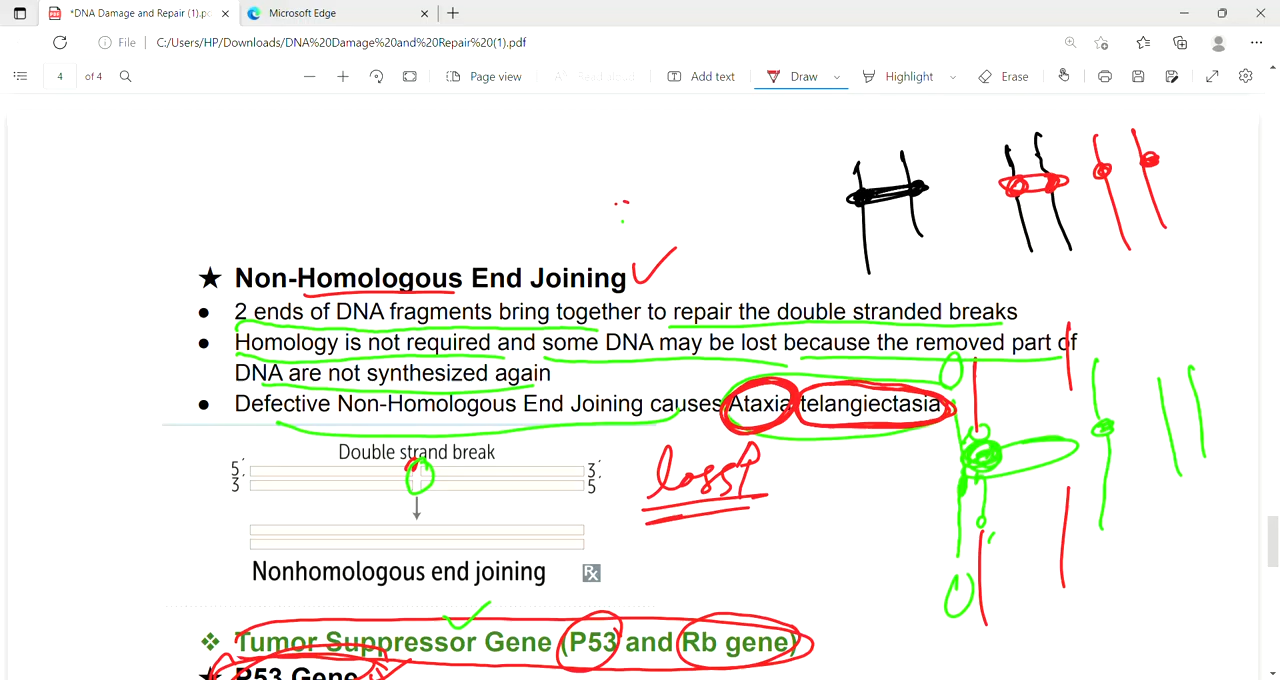 *DNA Damage and Repair (1).pd
Microsoft Edge
File C:/Users/HP/Downloads/DNA%20Damage%20and%20Repair%20(1).pdf
4 of 4 Page view Read aloud Add text Draw Highlight Erase
★ Non-Homologous End Joining
● 2 ends of DNA fragments bring together to repair the double stranded breaks
● Homology is not required and some DNA may be lost because the removed part of
DNA are not synthesized again
● Defective Non-Homologous End Joining causes Ataxia telangiectasia
Double strand break
5′ 3′
3′ 5′
losst
Nonhomologous end joining Rx
❖ Tumor Suppressor Gene (P53 and Rb gene)
★ P53 Gene